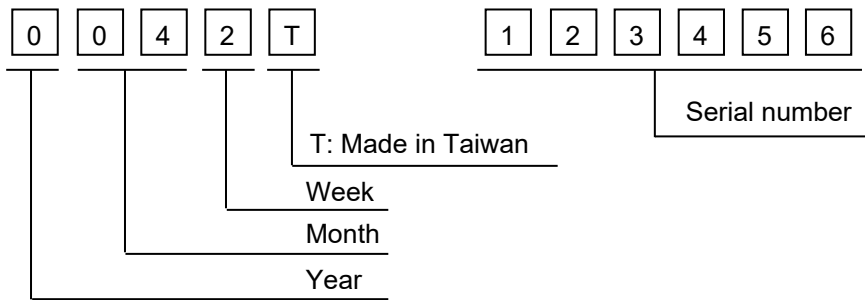 0 0 4 2 T 1 2 3 4 5 6
Serial number
T: Made in Taiwan
Week
Month
Year